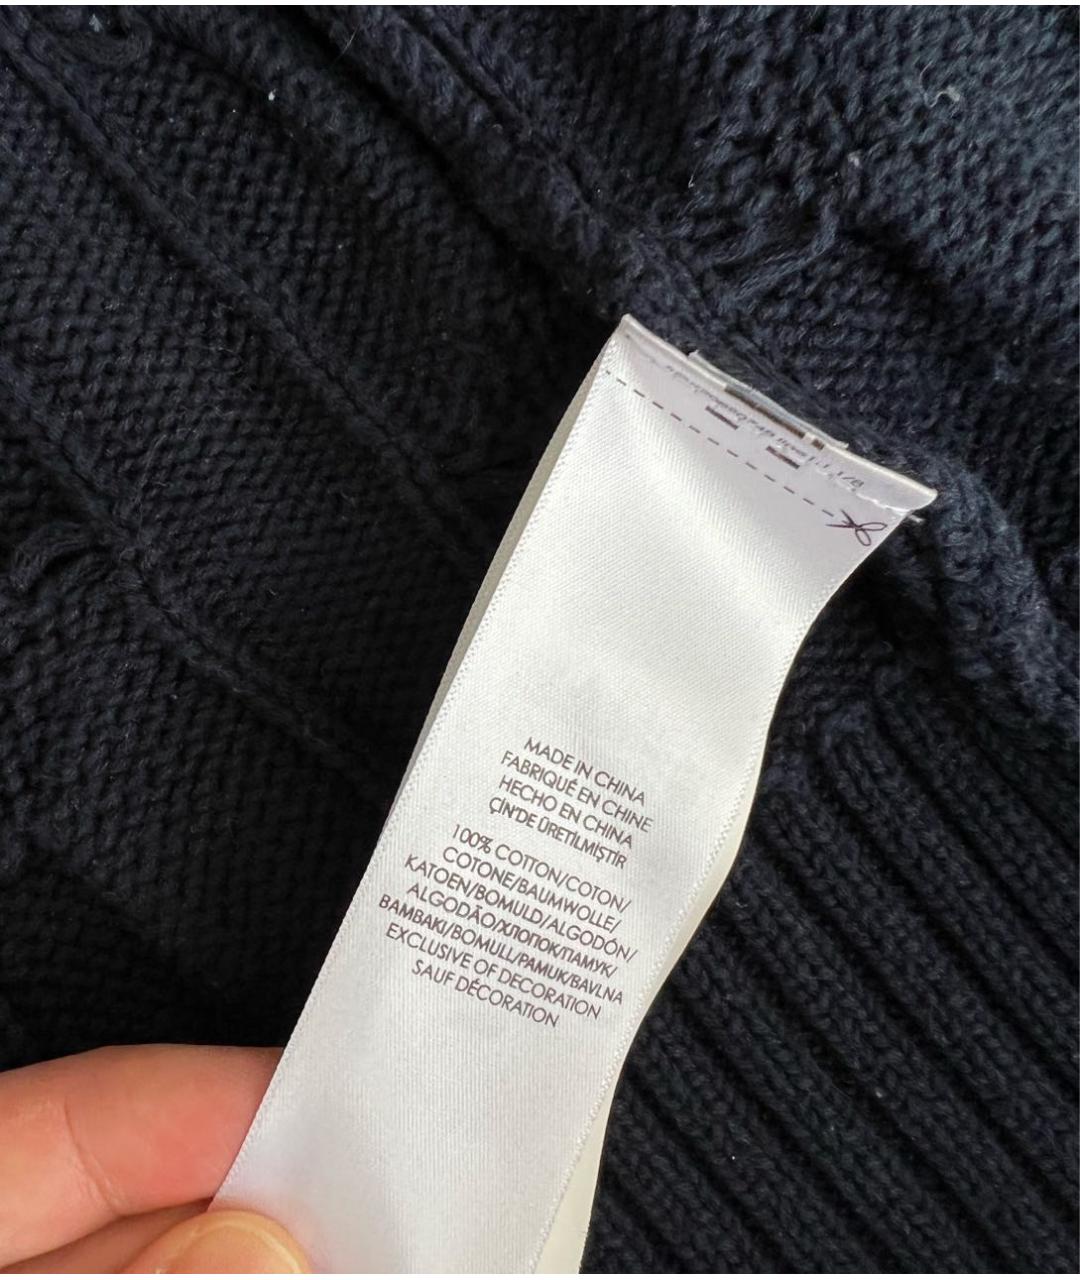 MADE IN CHINA
FABRIQUÉ EN CHINE
HECHO EN CHINA
ÇİN'DE ÜRETİLMİŞTİR
100% COTTON/COTON/
COTONE/BAUMWOLLE/
KATOEN/BOMULD/ALGODÓN/
ALGODÃO/ХЛОПОК/ПАМУК/
BAMBAKI/BOMULL/PAMUK/BAVLNA
EXCLUSIVE OF DECORATION
SAUF DÉCORATION